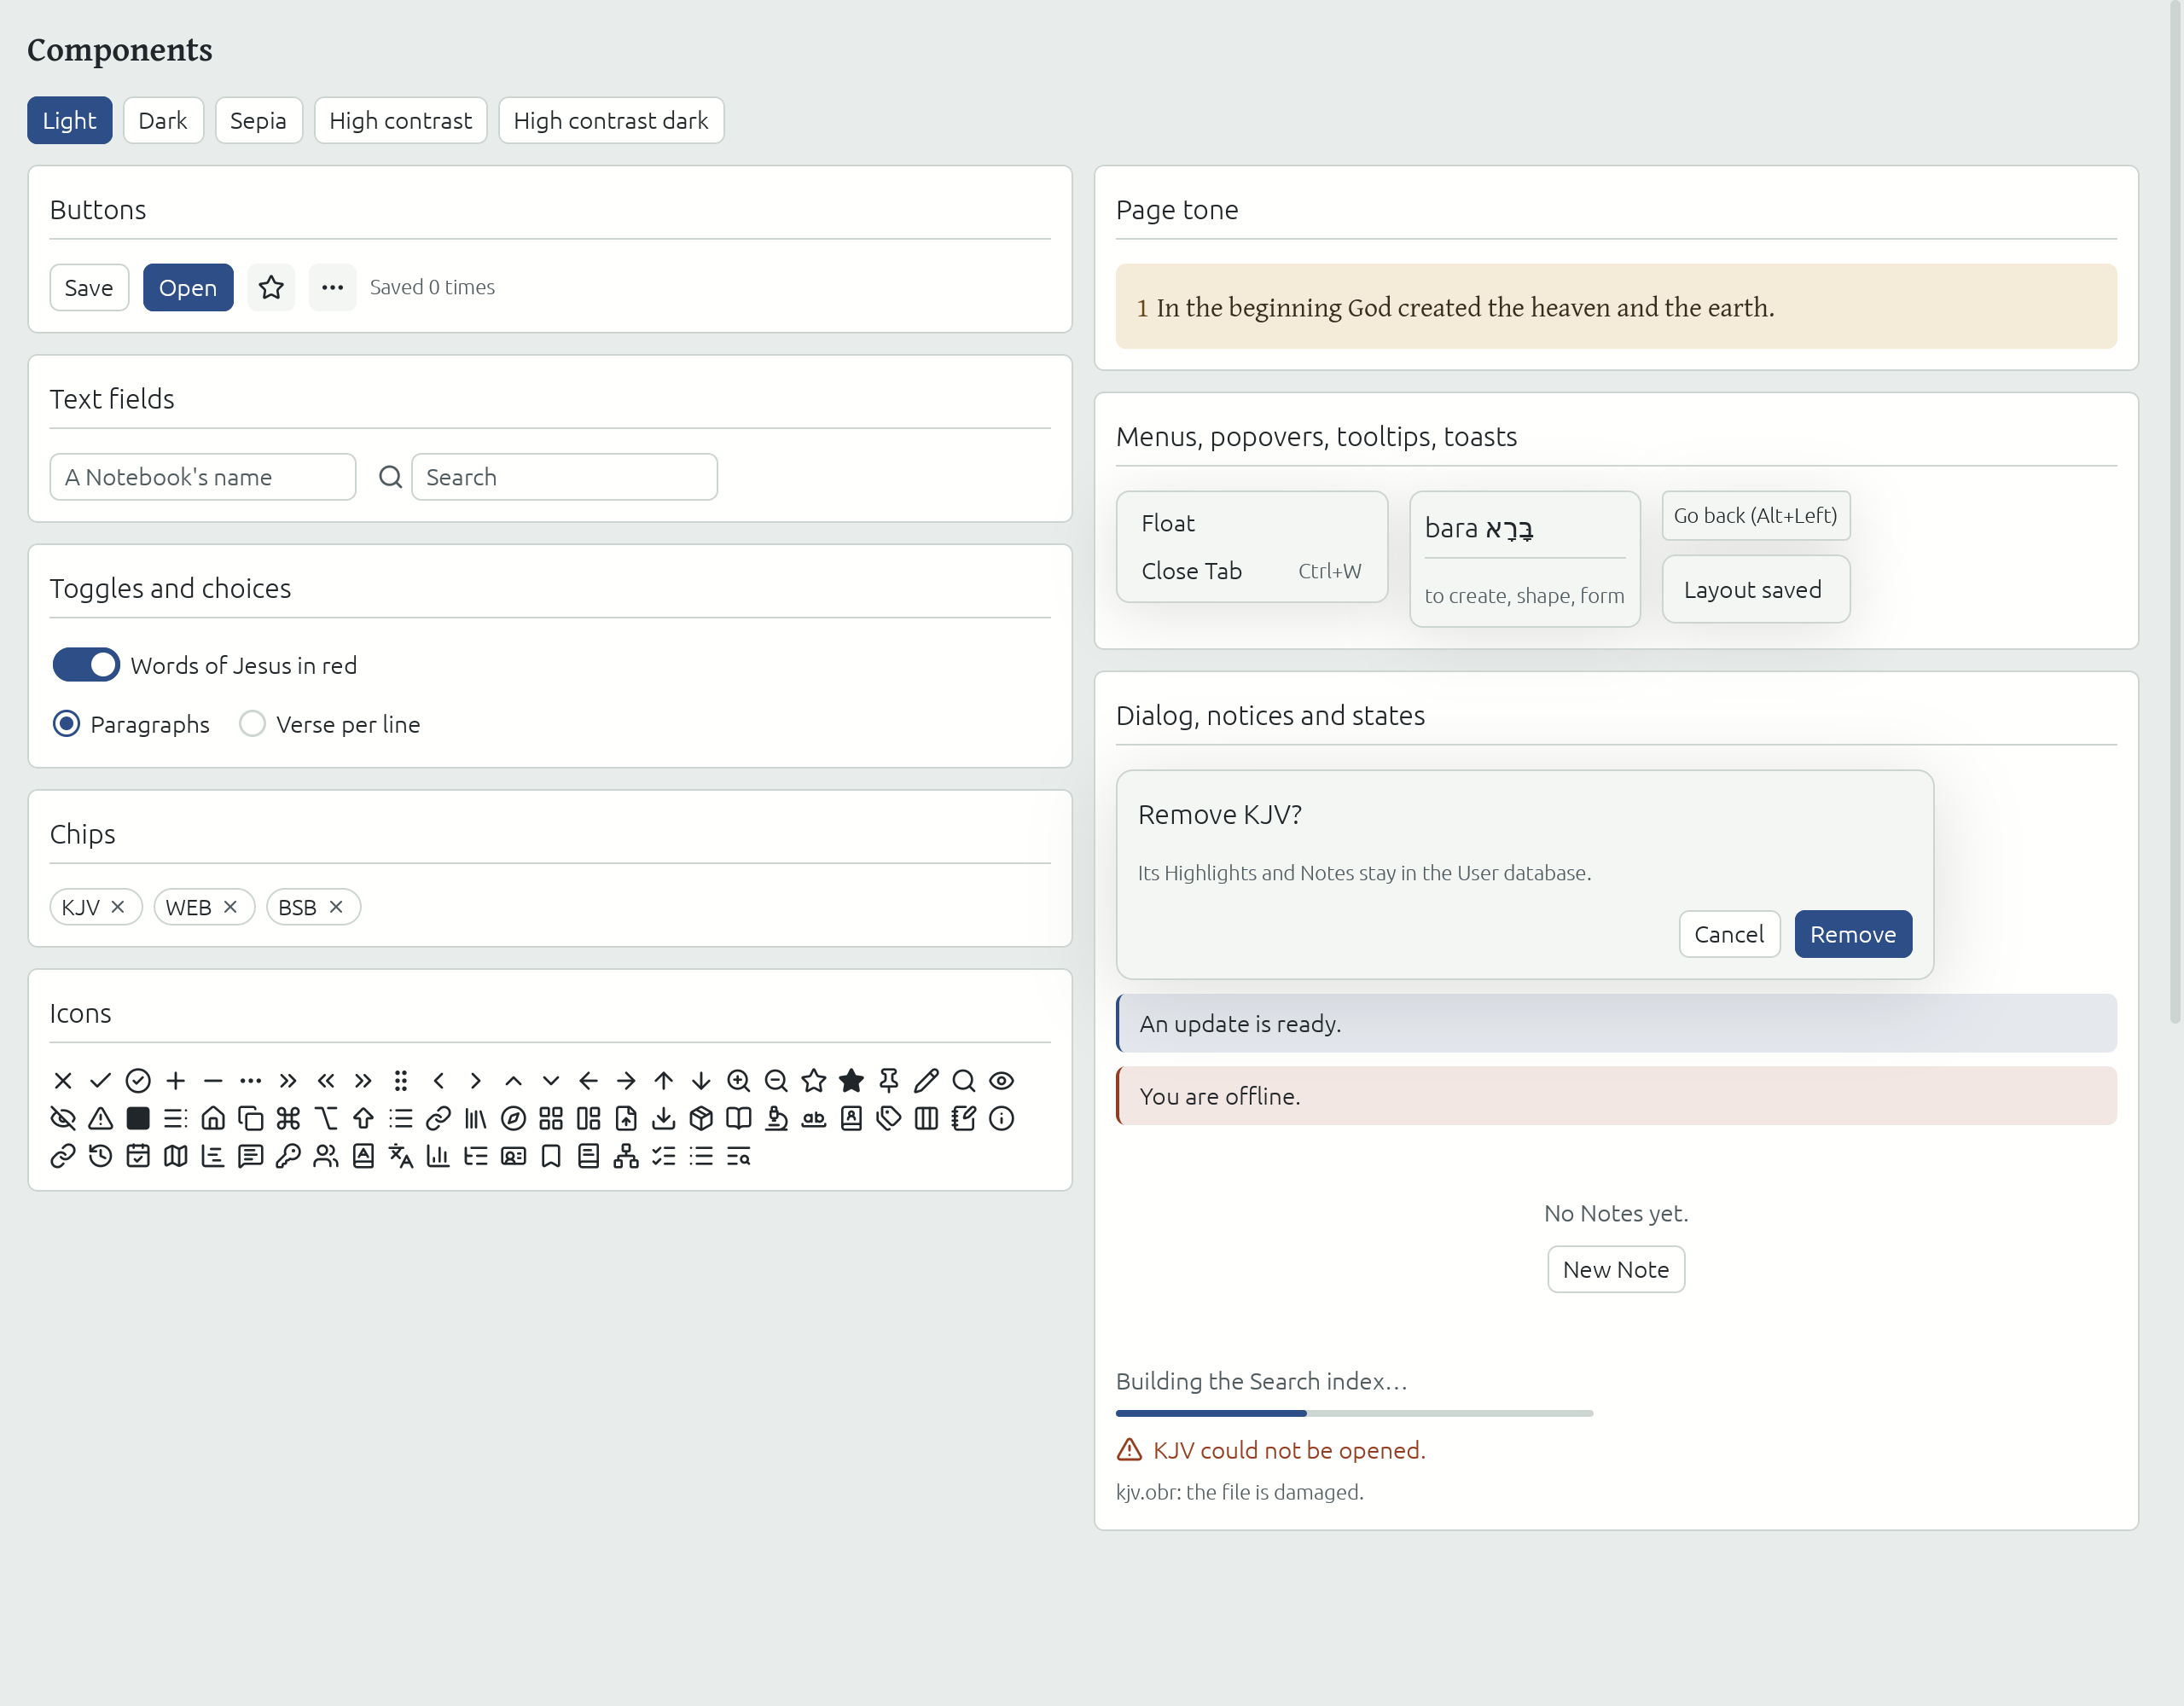 Components
Light Dark Sepia High contrast High contrast dark
Buttons
Save Open Saved 0 times
Text fields
A Notebook's name Search
Toggles and choices
Words of Jesus in red
Paragraphs Verse per line
Chips
KJV WEB BSB
Icons
Page tone
1 In the beginning God created the heaven and the earth.
Menus, popovers, tooltips, toasts
Float
Close Tab Ctrl+W
bara בָּרָא
to create, shape, form
Go back (Alt+Left)
Layout saved
Dialog, notices and states
Remove KJV?
Its Highlights and Notes stay in the User database.
Cancel Remove
An update is ready.
You are offline.
No Notes yet.
New Note
Building the Search index…
KJV could not be opened.
kjv.obr: the file is damaged.